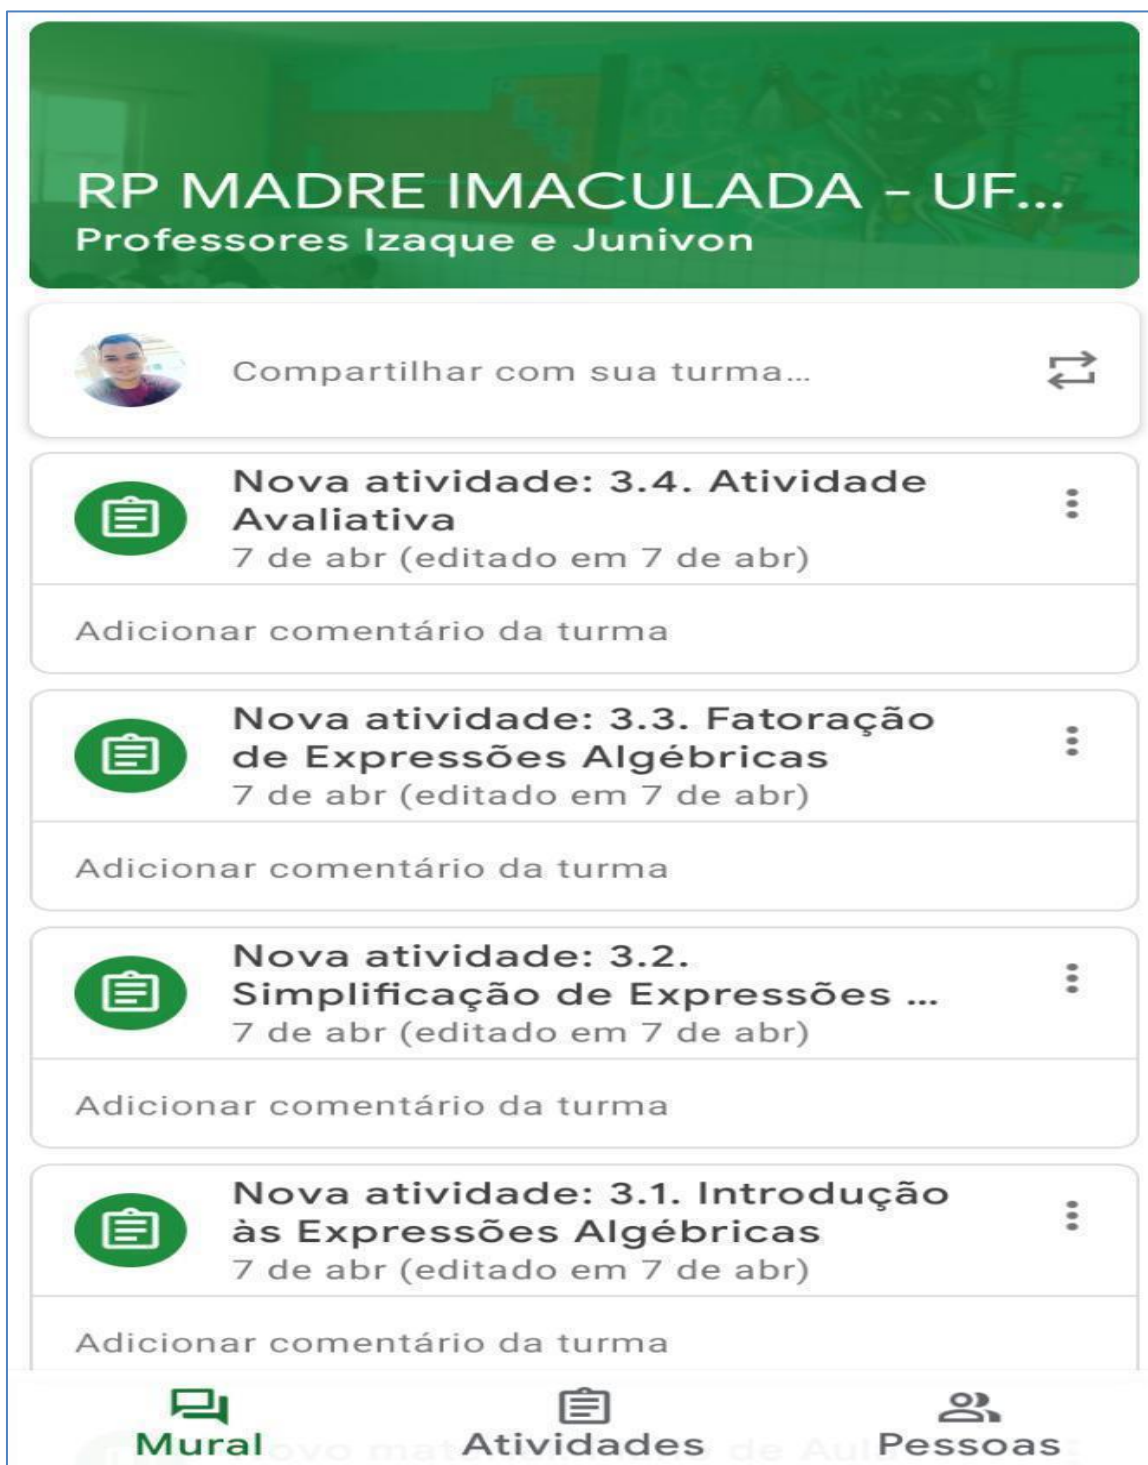 RP MADRE IMACULADA - UF...
Professores Izaque e Junivon
Compartilhar com sua turma...
Nova atividade: 3.4. Atividade
Avaliativa
7 de abr (editado em 7 de abr)
Adicionar comentário da turma
Nova atividade: 3.3. Fatoração
de Expressões Algébricas
7 de abr (editado em 7 de abr)
Adicionar comentário da turma
Nova atividade: 3.2.
Simplificação de Expressões ...
7 de abr (editado em 7 de abr)
Adicionar comentário da turma
Nova atividade: 3.1. Introdução
às Expressões Algébricas
7 de abr (editado em 7 de abr)
Adicionar comentário da turma
Mural Atividades Pessoas